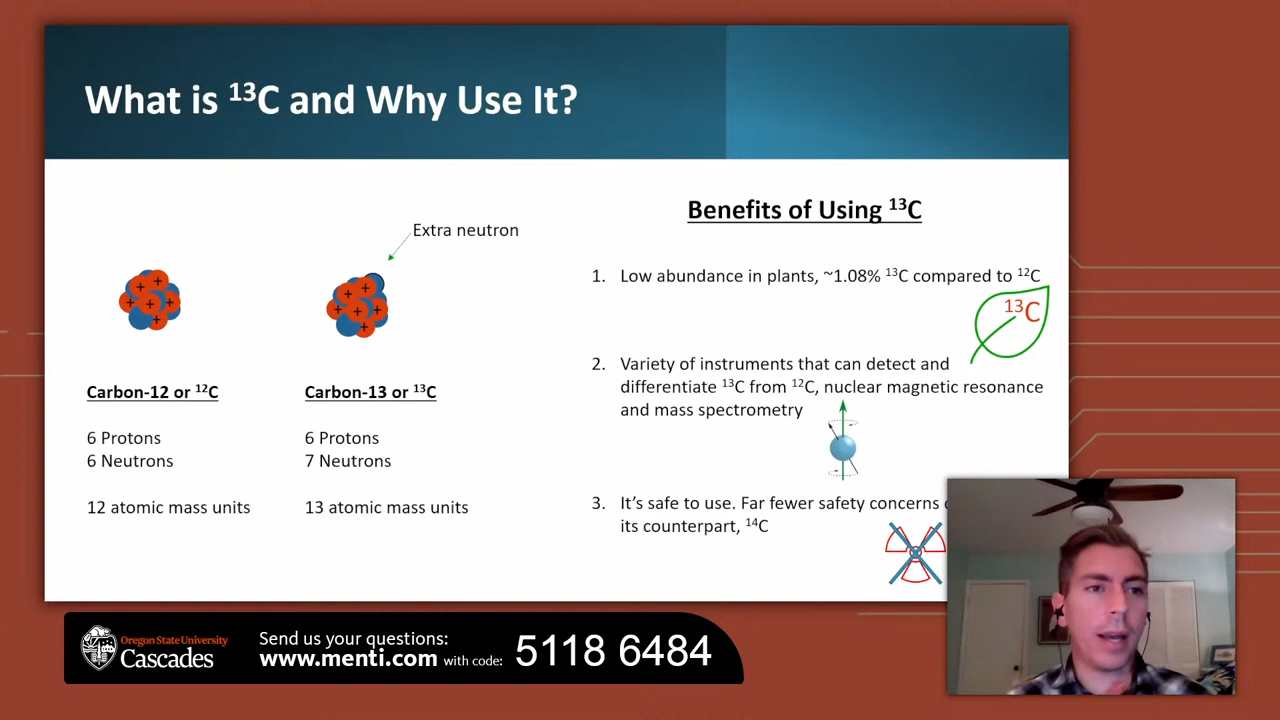 What is ¹³C and Why Use It?
Extra neutron
Carbon-12 or ¹²C
6 Protons
6 Neutrons
12 atomic mass units
Carbon-13 or ¹³C
6 Protons
7 Neutrons
13 atomic mass units
Benefits of Using ¹³C
1. Low abundance in plants, ~1.08% ¹³C compared to ¹²C
¹³C
2. Variety of instruments that can detect and
differentiate ¹³C from ¹²C, nuclear magnetic resonance
and mass spectrometry
3. It’s safe to use. Far fewer safety concerns
its counterpart, ¹⁴C
Oregon State University
Cascades
Send us your questions:
www.menti.com with code:
5118 6484